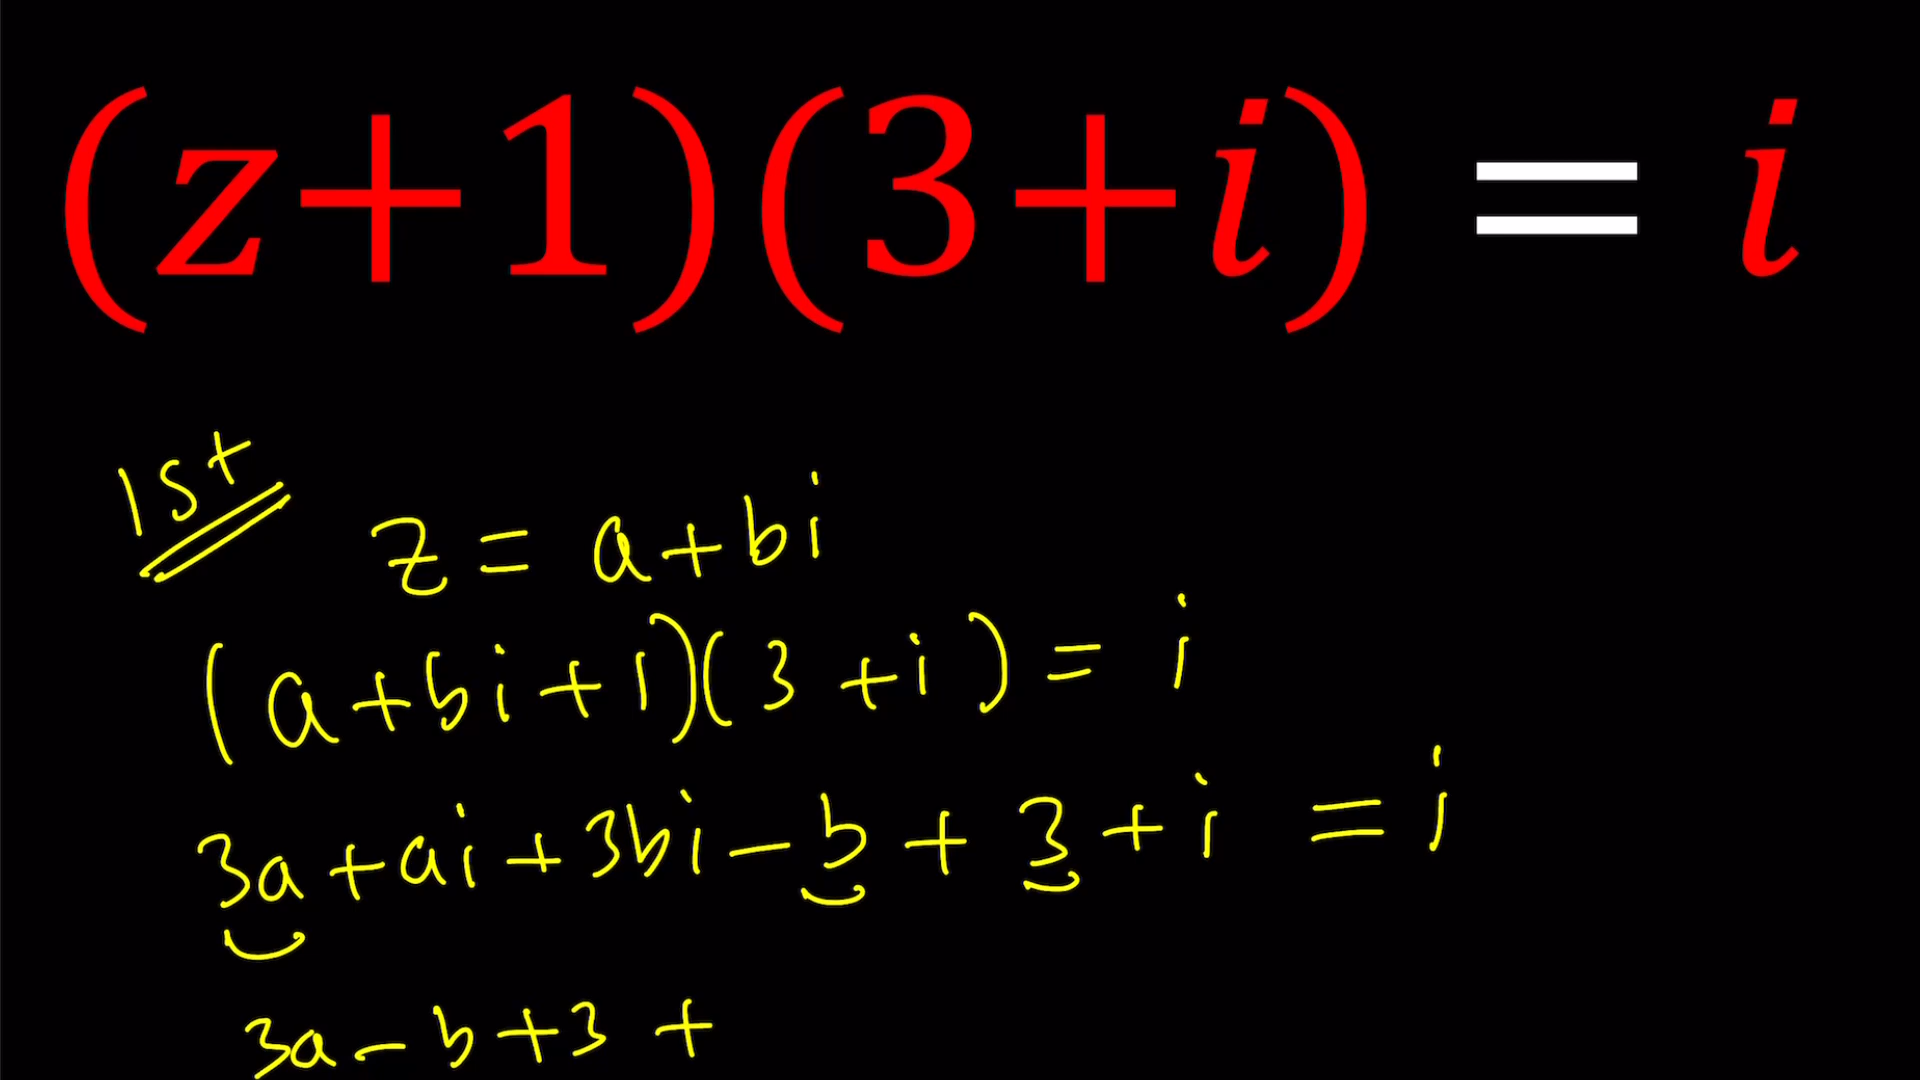 (z+1)(3+i) = i
1st
z = a+bi
(a+bi+1)(3+i) = i
3a+ai+3bi-b+3+i = i
3a-b+3+